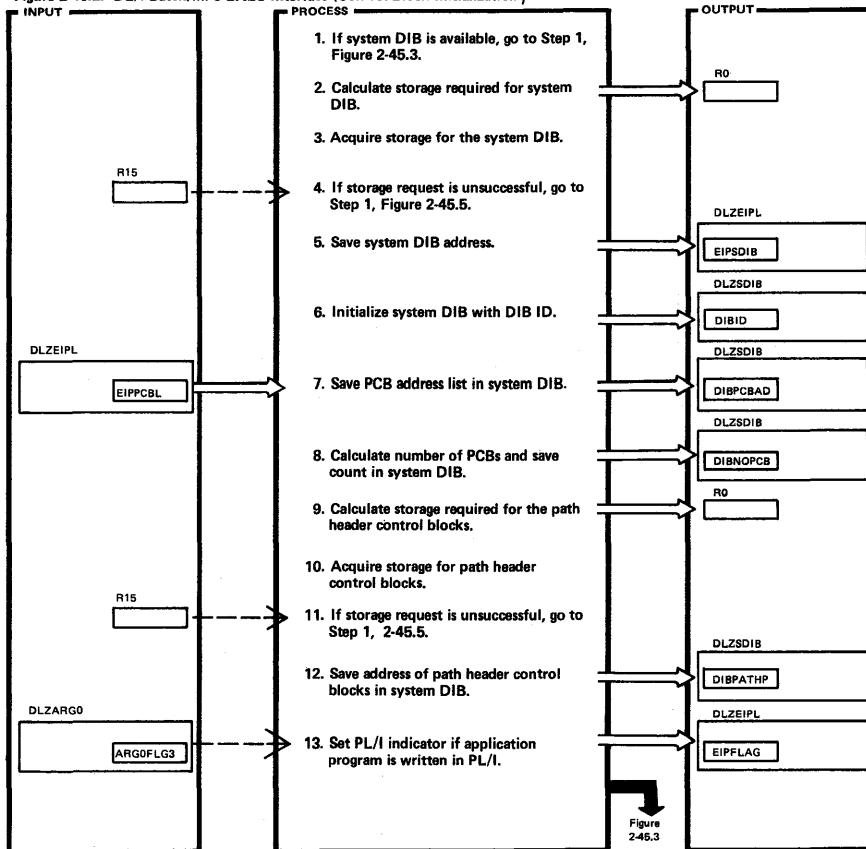 INPUT
PROCESS
OUTPUT
1. If system DIB is available, go to Step 1,
Figure 2-45.3.
2. Calculate storage required for system
DIB.
R0
3. Acquire storage for the system DIB.
R15
4. If storage request is unsuccessful, go to
Step 1, Figure 2-45.5.
DLZEIPL
5. Save system DIB address.
EIPSDIB
DLZSDIB
6. Initialize system DIB with DIB ID.
DIBID
DLZEIPL
DLZSDIB
EIPPCBL
7. Save PCB address list in system DIB.
DIBPCBAD
DLZSDIB
8. Calculate number of PCBs and save
count in system DIB.
DIBNOPCB
9. Calculate storage required for the path
header control blocks.
R0
10. Acquire storage for path header
control blocks.
R15
11. If storage request is unsuccessful, go to
Step 1, 2-45.5.
DLZSDIB
12. Save address of path header control
blocks in system DIB.
DIBPATHP
DLZARG0
DLZEIPL
ARG0FLG3
13. Set PL/I indicator if application
program is written in PL/I.
EIPFLAG
Figure
2-45.3